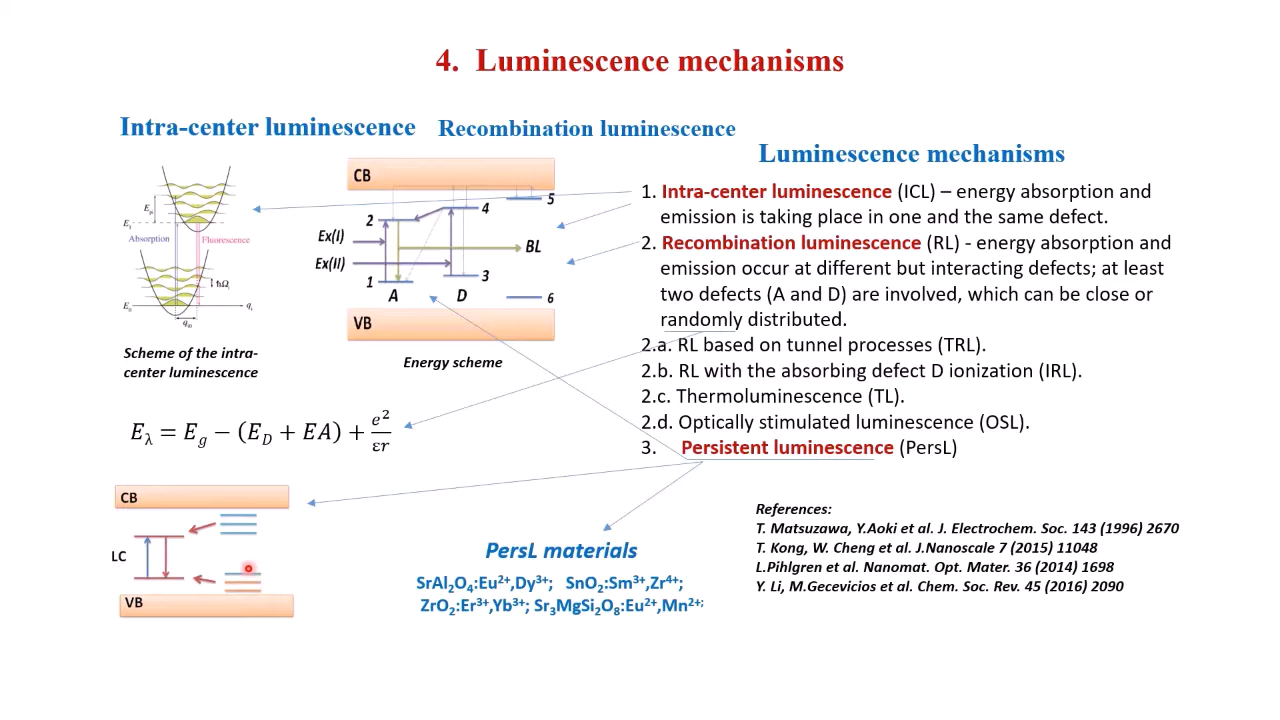 4. Luminescence mechanisms
Intra-center luminescence
Recombination luminescence
Luminescence mechanisms
1. Intra-center luminescence (ICL) – energy absorption and
emission is taking place in one and the same defect.
2. Recombination luminescence (RL) - energy absorption and
emission occur at different but interacting defects; at least
two defects (A and D) are involved, which can be close or
randomly distributed.
2.a. RL based on tunnel processes (TRL).
2.b. RL with the absorbing defect D ionization (IRL).
2.c. Thermoluminescence (TL).
2.d. Optically stimulated luminescence (OSL).
3. Persistent luminescence (PersL)
E₁
Absorption
Fluorescence
ħΩᵢ
E₀
Scheme of the intra-
center luminescence
CB
5
2
4
Ex(I)
BL
Ex(II)
1
3
A
D
6
VB
Energy scheme
E_λ = E_g − (E_D + EA) + e²/εr
CB
LC
VB
PersL materials
SrAl₂O₄:Eu²⁺,Dy³⁺; SnO₂:Sm³⁺,Zr⁴⁺;
ZrO₂:Er³⁺,Yb³⁺; Sr₃MgSi₂O₈:Eu²⁺,Mn²⁺;
References:
T. Matsuzawa, Y.Aoki et al. J. Electrochem. Soc. 143 (1996) 2670
T. Kong, W. Cheng et al. J.Nanoscale 7 (2015) 11048
L.Pihlgren et al. Nanomat. Opt. Mater. 36 (2014) 1698
Y. Li, M.Gecevicios et al. Chem. Soc. Rev. 45 (2016) 2090